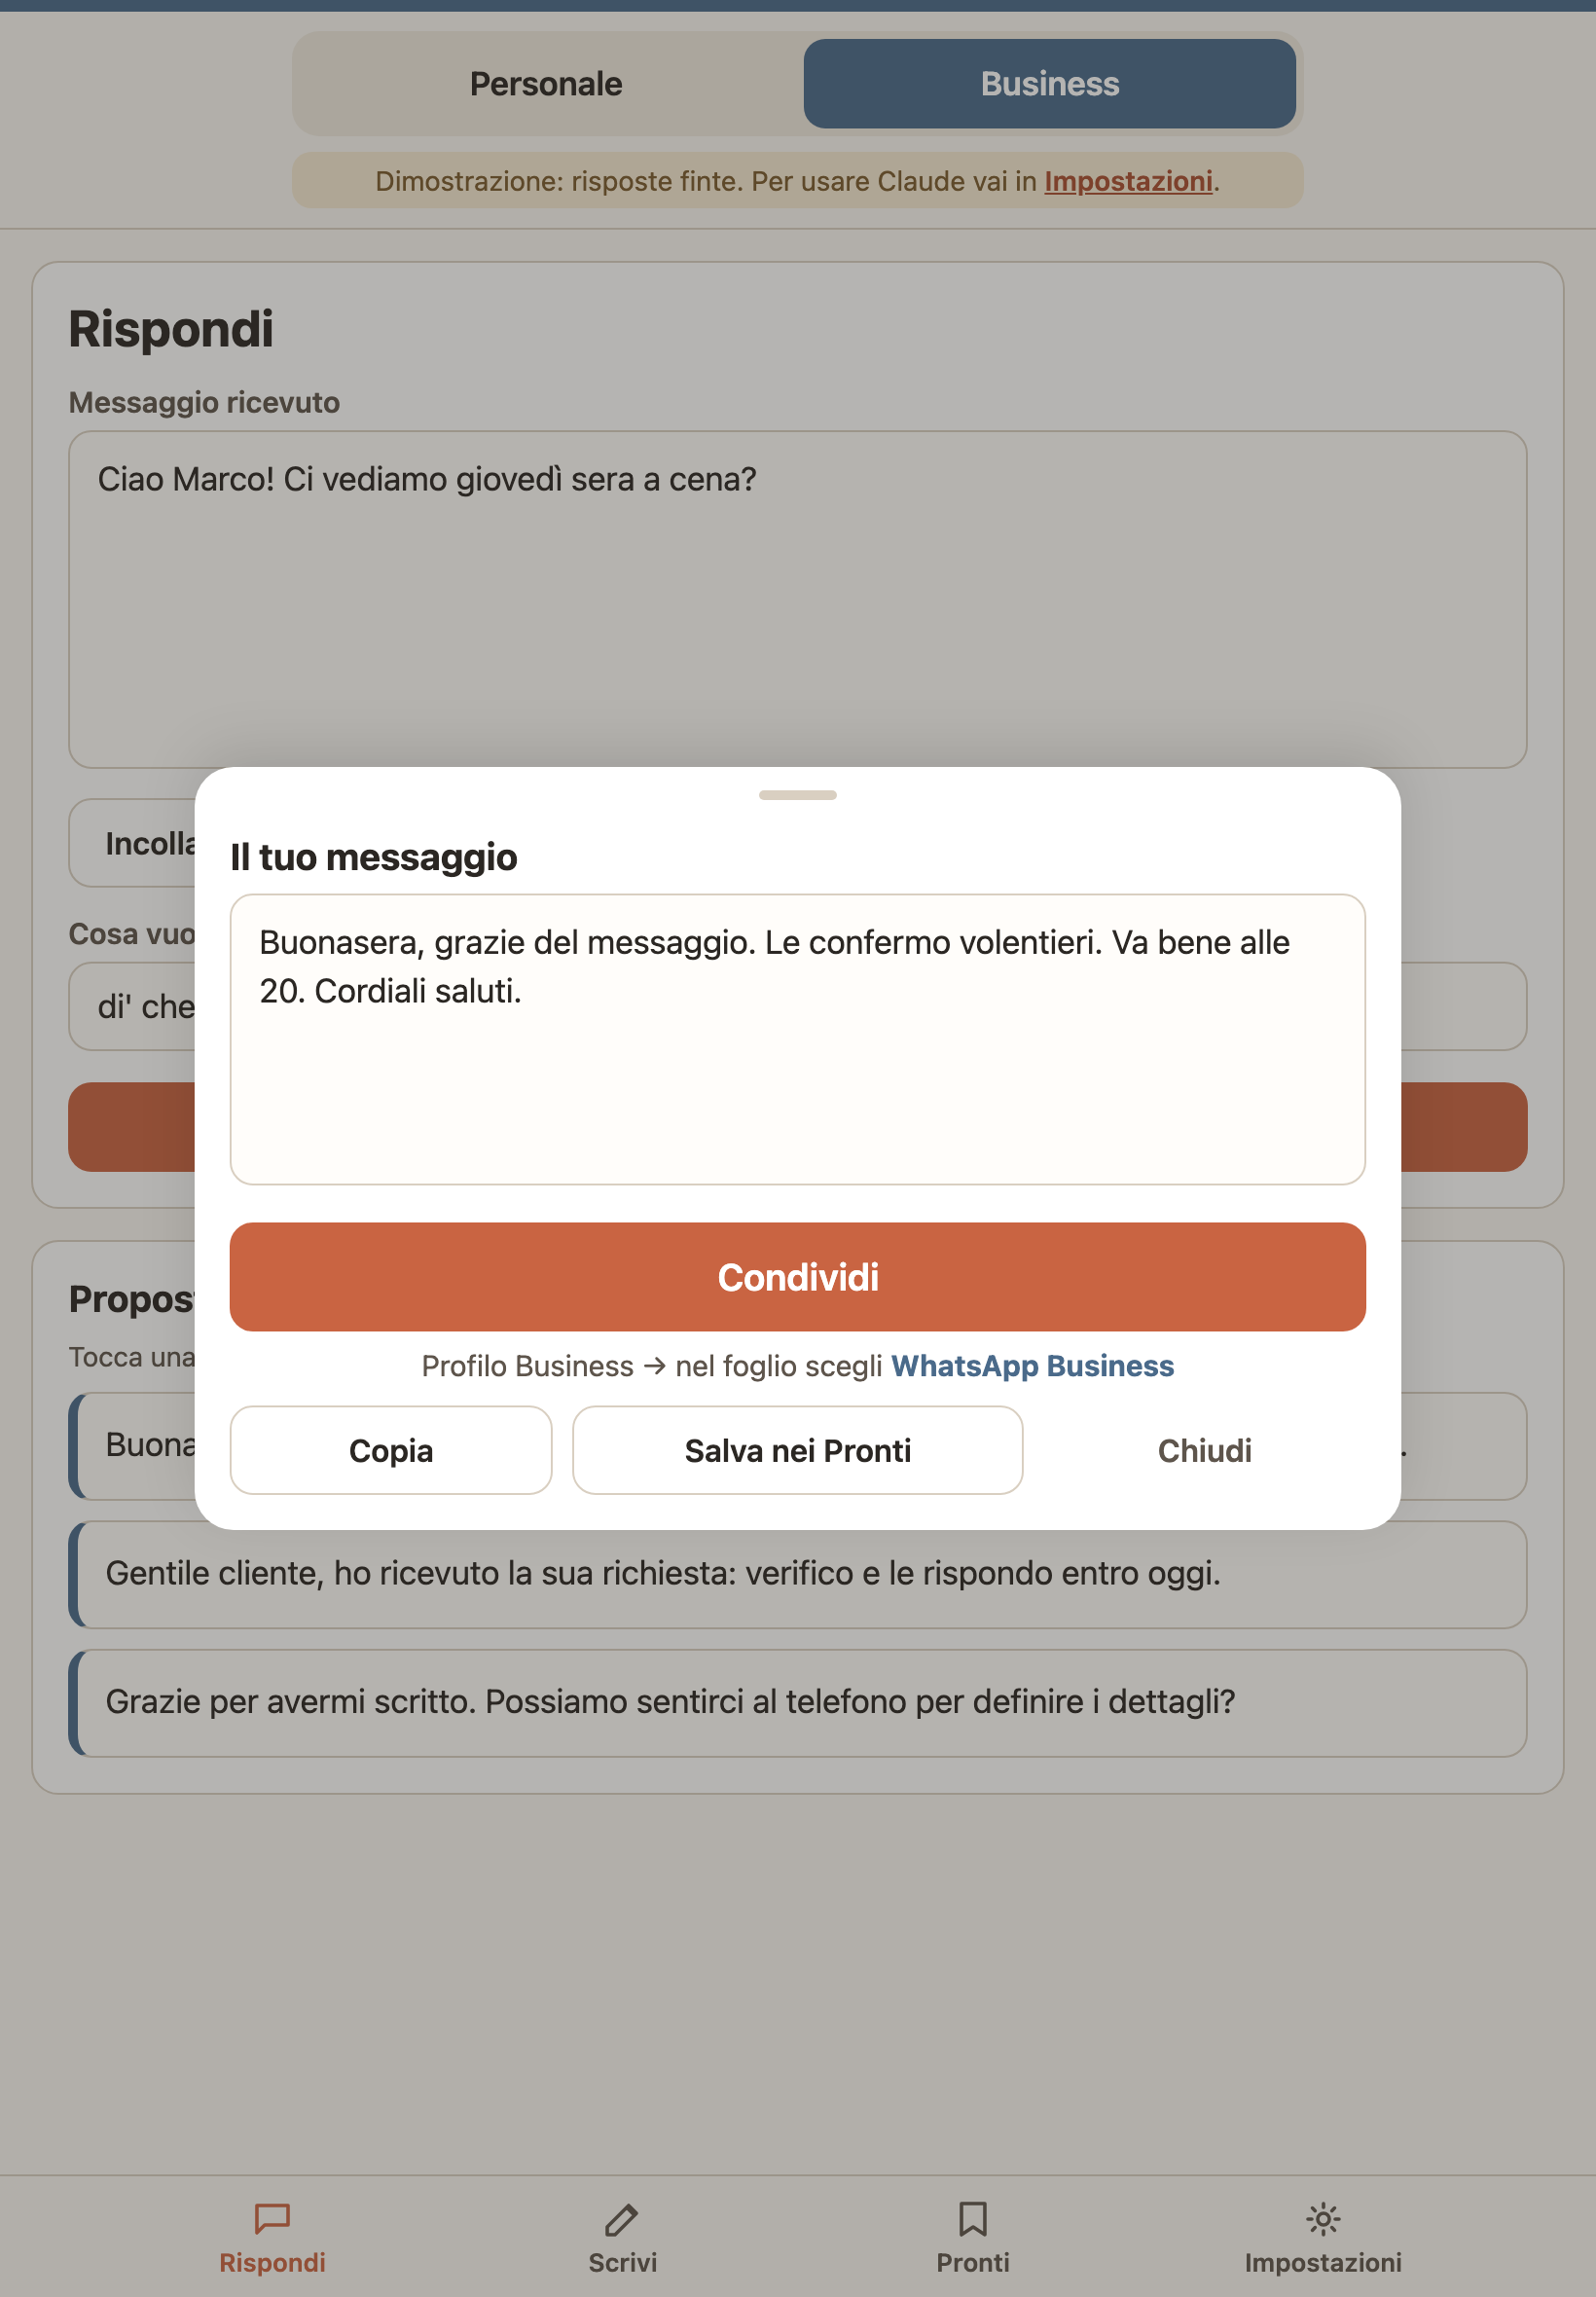 Personale
Business
Dimostrazione: risposte finte. Per usare Claude vai in Impostazioni.
Rispondi
Messaggio ricevuto
Ciao Marco! Ci vediamo giovedì sera a cena?
Incolla
Cosa vuo
di' che
Il tuo messaggio
Buonasera, grazie del messaggio. Le confermo volentieri. Va bene alle
20. Cordiali saluti.
Condividi
Profilo Business → nel foglio scegli WhatsApp Business
Copia
Salva nei Pronti
Chiudi
Propos
Tocca una
Buona
.
Gentile cliente, ho ricevuto la sua richiesta: verifico e le rispondo entro oggi.
Grazie per avermi scritto. Possiamo sentirci al telefono per definire i dettagli?
Rispondi
Scrivi
Pronti
Impostazioni